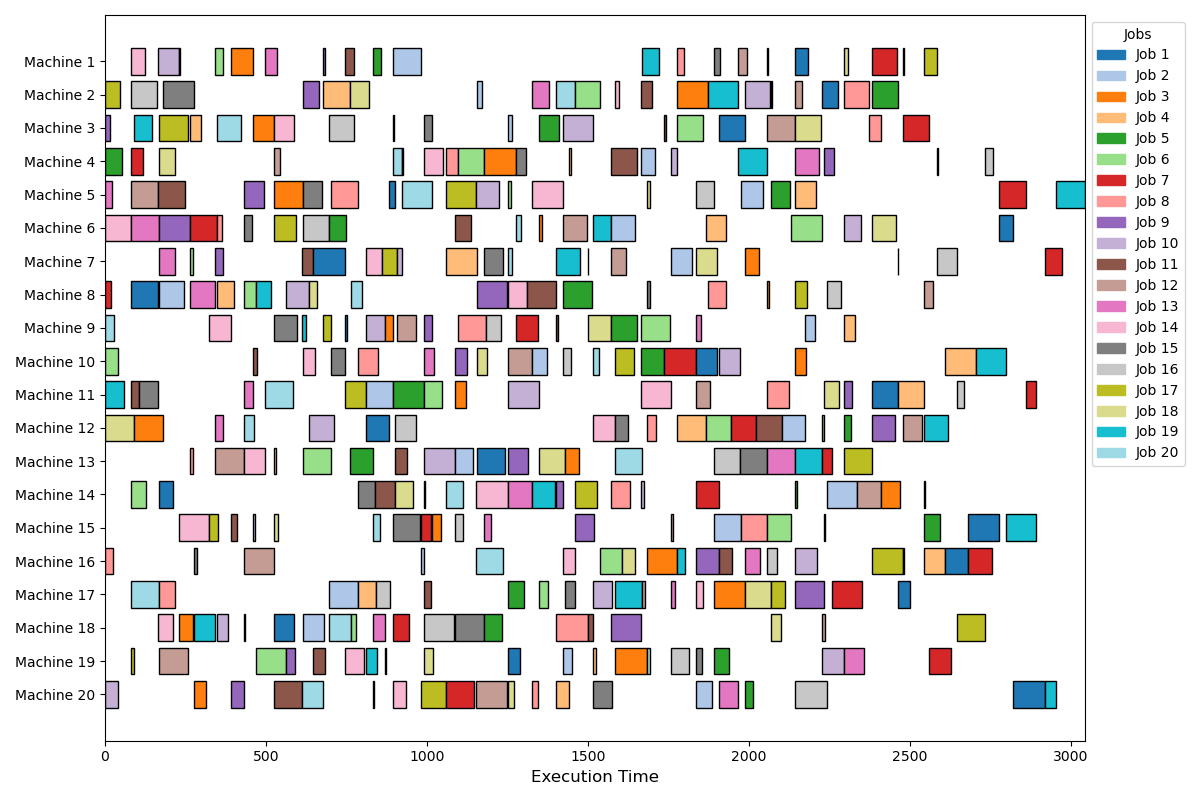 Machine 1
Machine 2
Machine 3
Machine 4
Machine 5
Machine 6
Machine 7
Machine 8
Machine 9
Machine 10
Machine 11
Machine 12
Machine 13
Machine 14
Machine 15
Machine 16
Machine 17
Machine 18
Machine 19
Machine 20
0 500 1000 1500 2000 2500 3000
Execution Time
Jobs
Job 1
Job 2
Job 3
Job 4
Job 5
Job 6
Job 7
Job 8
Job 9
Job 10
Job 11
Job 12
Job 13
Job 14
Job 15
Job 16
Job 17
Job 18
Job 19
Job 20